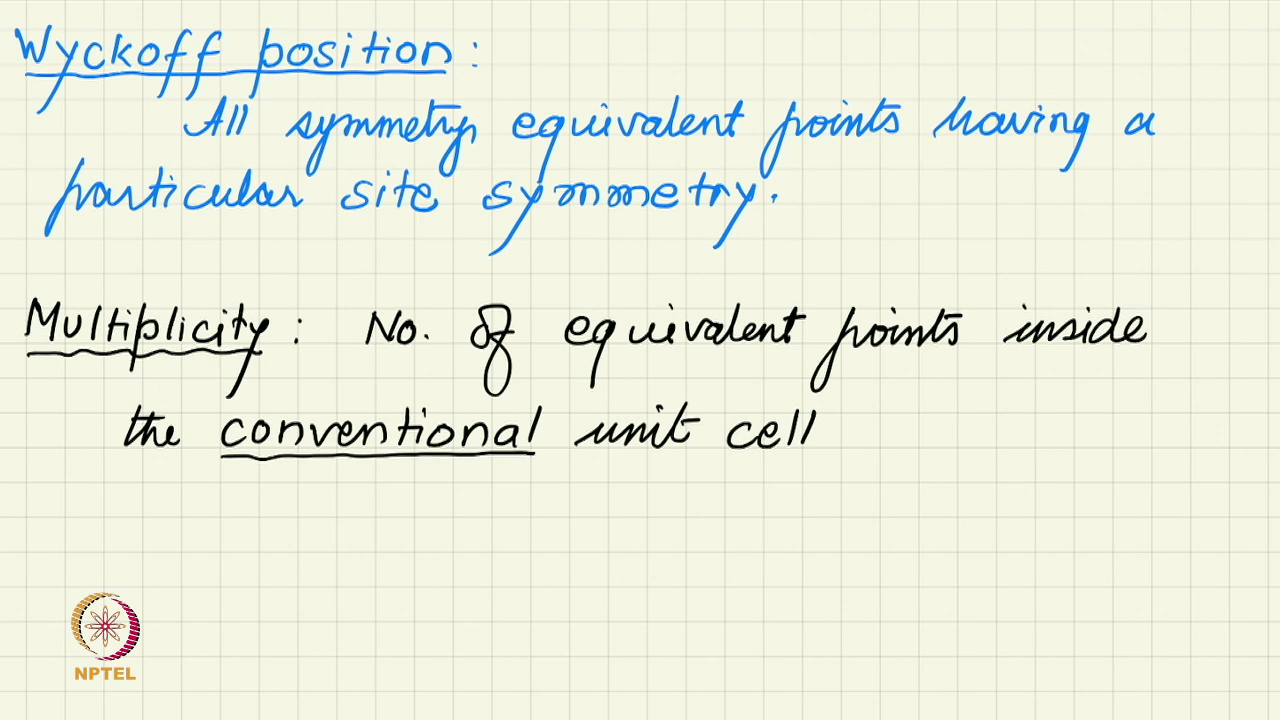 Wyckoff position:
All symmetry equivalent points having a
particular site symmetry.
Multiplicity: No. of equivalent points inside
the conventional unit cell
NPTEL